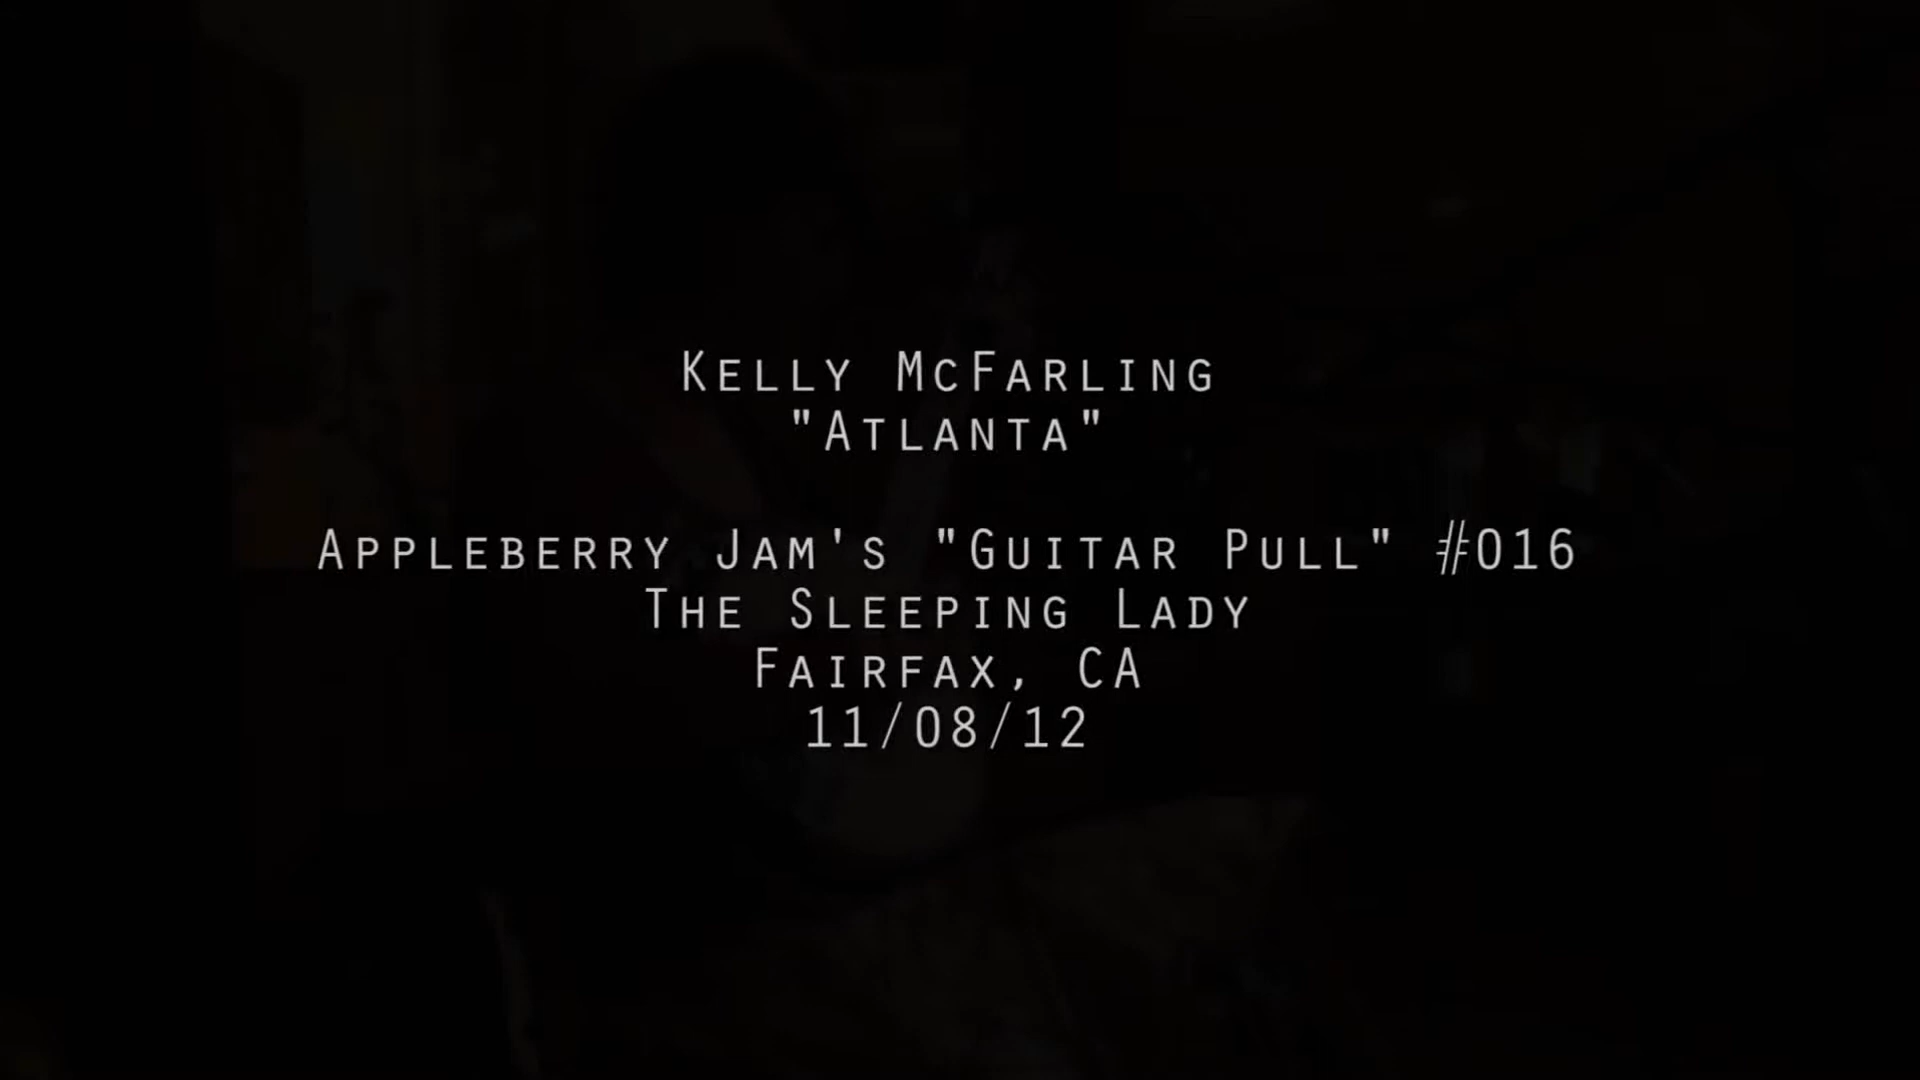 Kelly McFarling
"Atlanta"
Appleberry Jam's "Guitar Pull" #016
The Sleeping Lady
Fairfax, CA
11/08/12